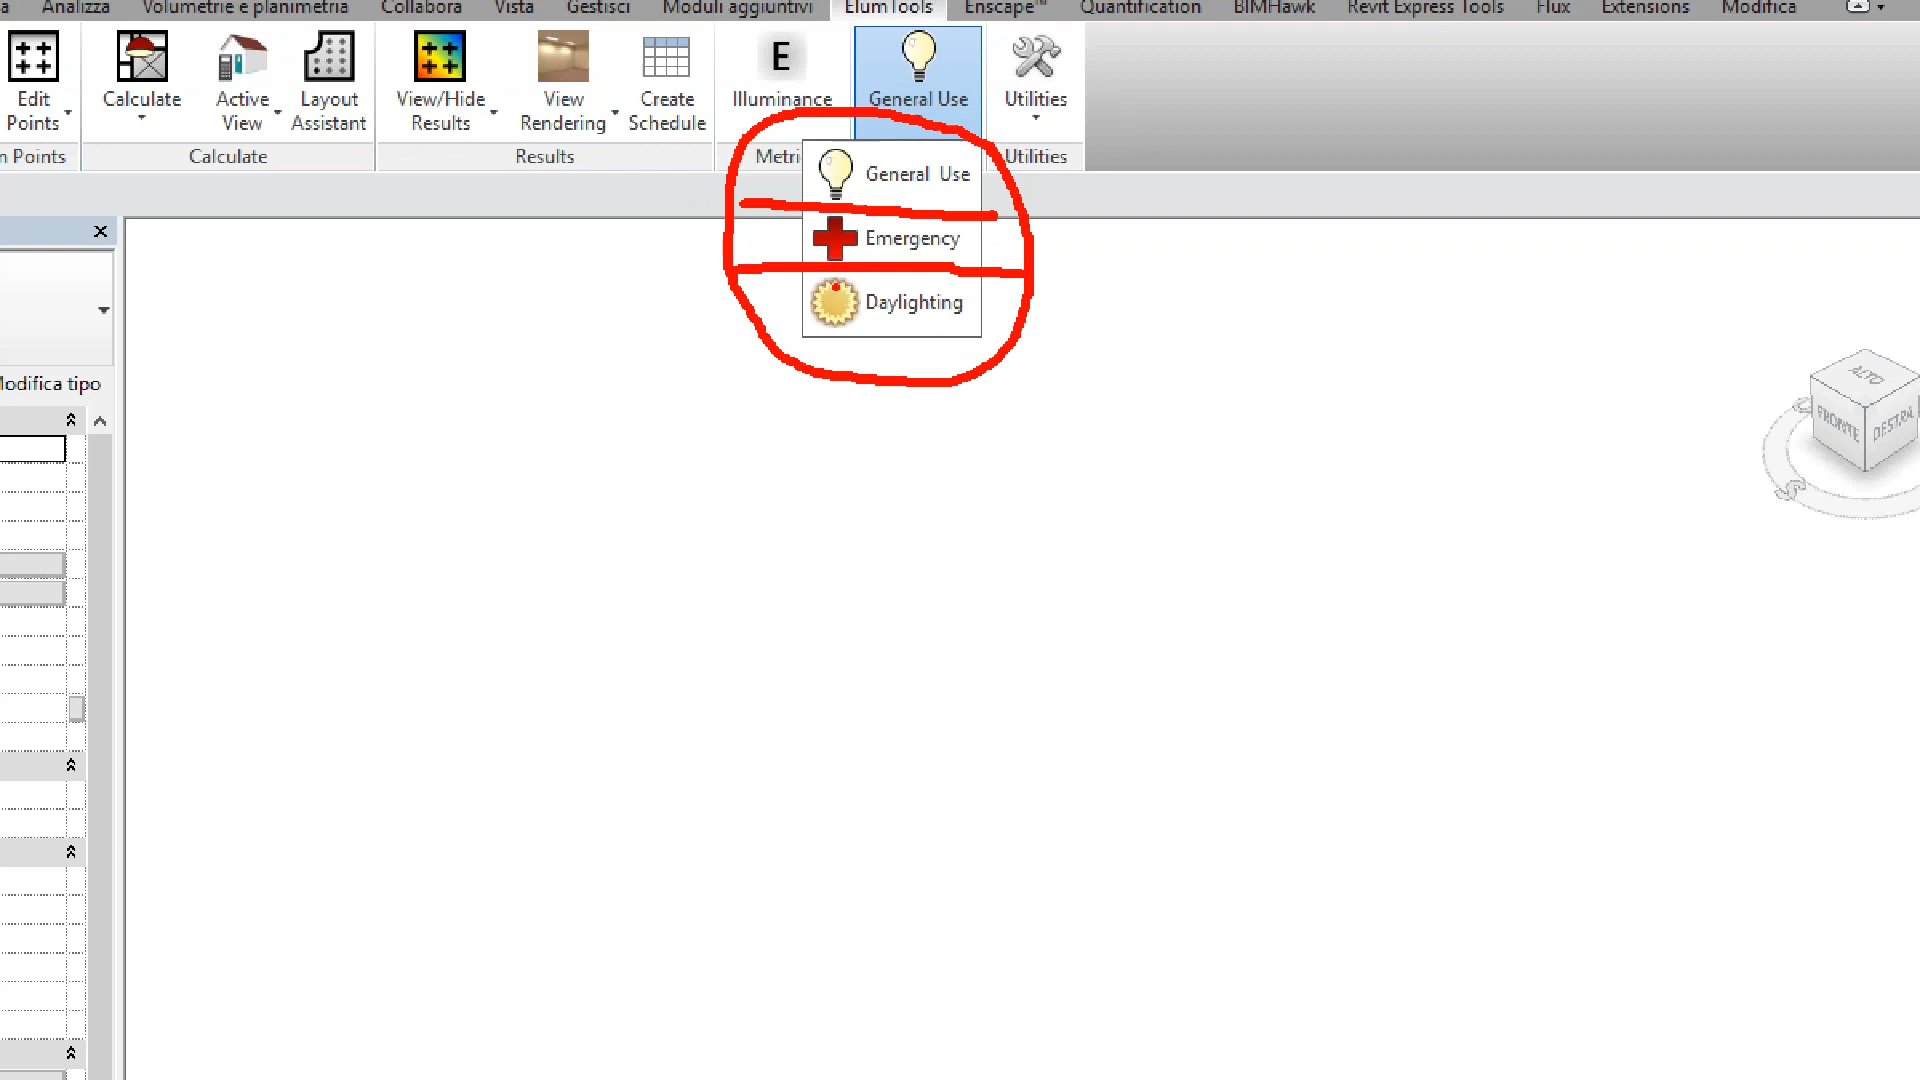 Analizza Volumetrie e planimetria Collabora Vista Gestisci Moduli aggiuntivi ElumTools Enscape™ Quantification BIMHawk Revit Express Tools Flux Extensions Modifica
Edit Points
Calculate
Active View
Layout Assistant
View/Hide Results
View Rendering
Create Schedule
E
Illuminance
General Use
Utilities
n Points
Calculate
Results
Metri
Utilities
General Use
Emergency
Daylighting
Modifica tipo
ALTO
FRONTE
DESTRA